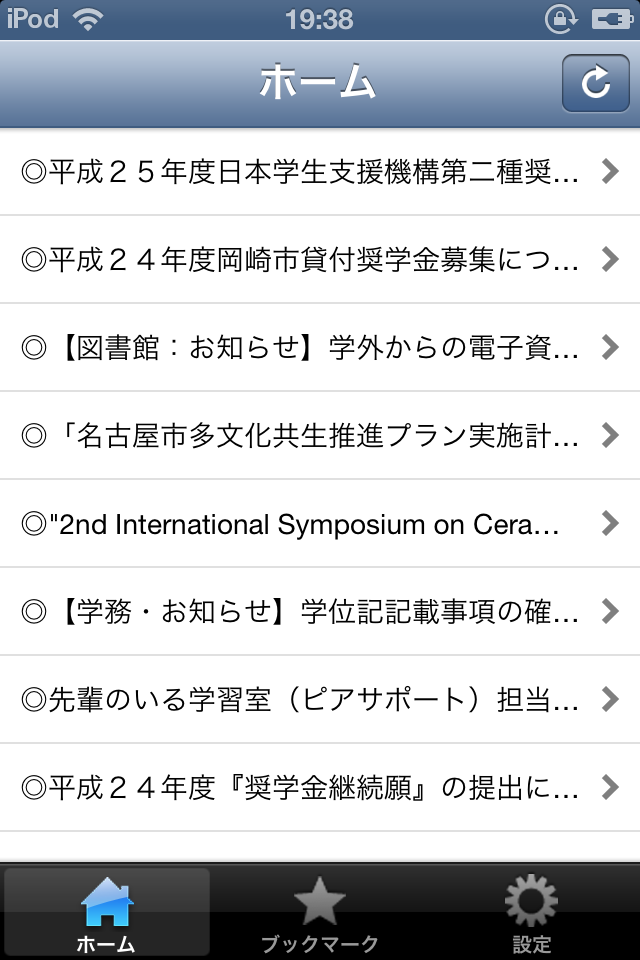 iPod 19:38
ホーム
◎平成２５年度日本学生支援機構第二種奨…
◎平成２４年度岡崎市貸付奨学金募集につ…
◎【図書館：お知らせ】学外からの電子資…
◎「名古屋市多文化共生推進プラン実施計…
◎"2nd International Symposium on Cera…
◎【学務・お知らせ】学位記記載事項の確…
◎先輩のいる学習室（ピアサポート）担当…
◎平成２４年度『奨学金継続願』の提出に…
ホーム ブックマーク 設定